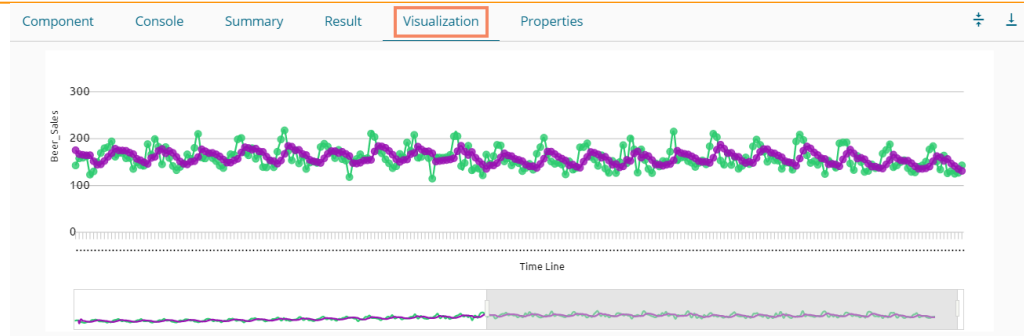 Component Console Summary Result Visualization Properties
300
200
100
0
Beer_Sales
Time Line